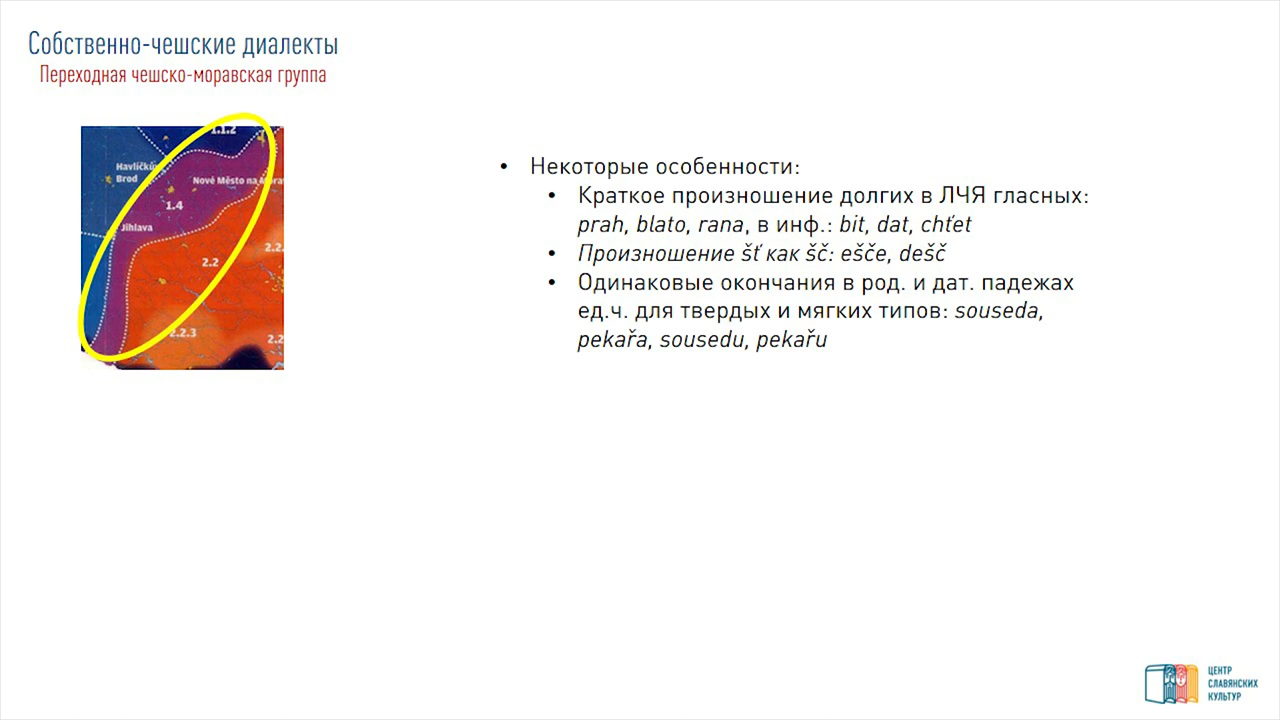 Собственно-чешские диалекты
Переходная чешско-моравская группа
1.1.2
Havlíčkův
Brod
Nové Město na Morav
1.4
Jihlava
2.2
2.2.
2.2.3
2.2
• Некоторые особенности:
• Краткое произношение долгих в ЛЧЯ гласных:
prah, blato, rana, в инф.: bit, dat, chťet
• Произношение šť как šč: ešče, dešč
• Одинаковые окончания в род. и дат. падежах
ед.ч. для твердых и мягких типов: souseda,
pekařa, sousedu, pekařu
ЦЕНТР
СЛАВЯНСКИХ
КУЛЬТУР